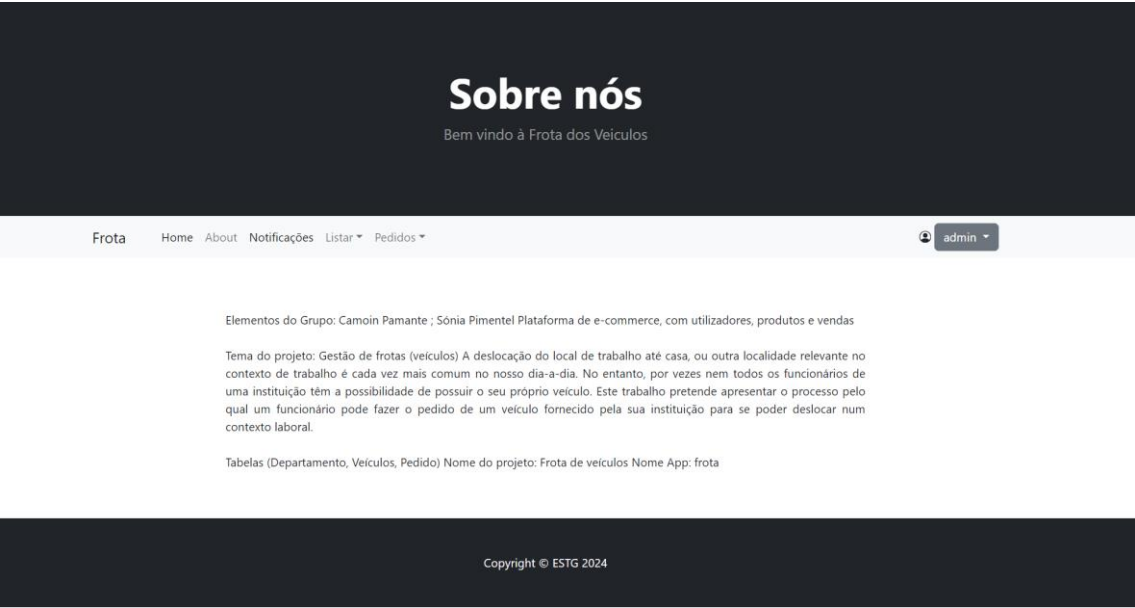 Sobre nós
Bem vindo à Frota dos Veiculos
Frota Home About Notificações Listar Pedidos admin
Elementos do Grupo: Camoin Pamante ; Sónia Pimentel Plataforma de e-commerce, com utilizadores, produtos e vendas
Tema do projeto: Gestão de frotas (veículos) A deslocação do local de trabalho até casa, ou outra localidade relevante no
contexto de trabalho é cada vez mais comum no nosso dia-a-dia. No entanto, por vezes nem todos os funcionários de
uma instituição têm a possibilidade de possuir o seu próprio veículo. Este trabalho pretende apresentar o processo pelo
qual um funcionário pode fazer o pedido de um veículo fornecido pela sua instituição para se poder deslocar num
contexto laboral.
Tabelas (Departamento, Veículos, Pedido) Nome do projeto: Frota de veículos Nome App: frota
Copyright © ESTG 2024